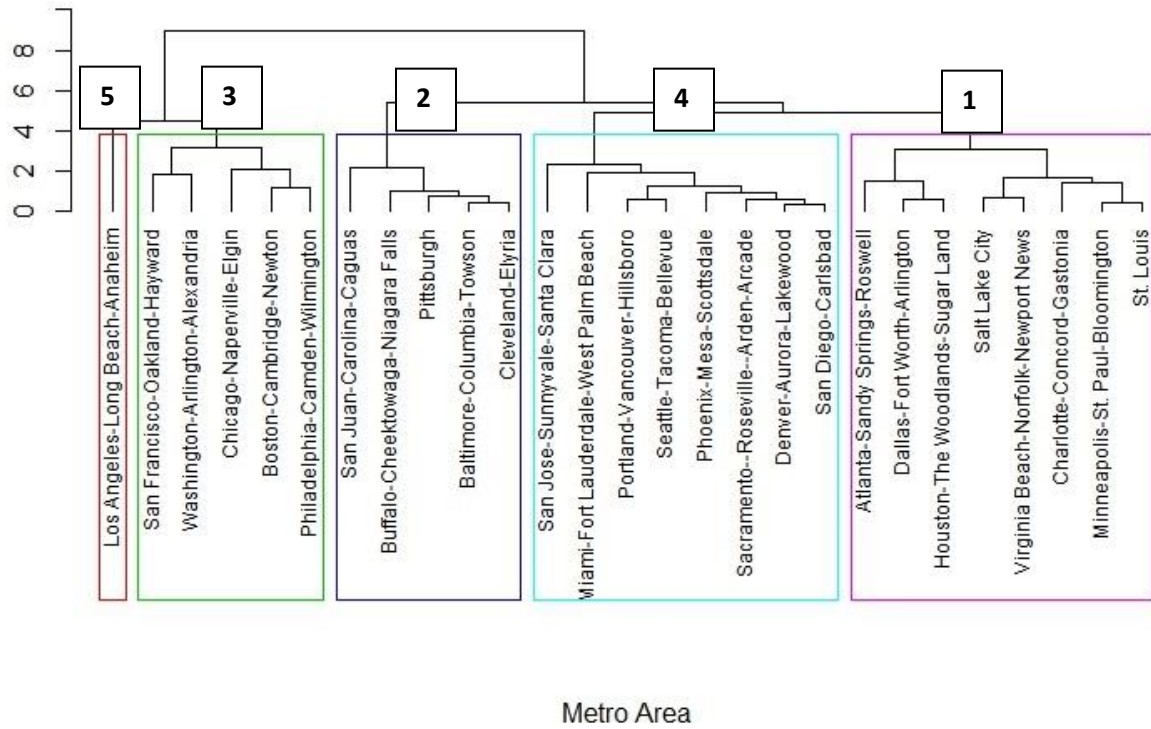 8
6
4
2
0
5
3
2
4
1
Los Angeles-Long Beach-Anaheim
San Francisco-Oakland-Hayward
Washington-Arlington-Alexandria
Chicago-Naperville-Elgin
Boston-Cambridge-Newton
Philadelphia-Camden-Wilmington
San Juan-Carolina-Caguas
Buffalo-Cheektowaga-Niagara Falls
Pittsburgh
Baltimore-Columbia-Towson
Cleveland-Elyria
San Jose-Sunnyvale-Santa Clara
Miami-Fort Lauderdale-West Palm Beach
Portland-Vancouver-Hillsboro
Seattle-Tacoma-Bellevue
Phoenix-Mesa-Scottsdale
Sacramento--Roseville--Arden-Arcade
Denver-Aurora-Lakewood
San Diego-Carlsbad
Atlanta-Sandy Springs-Roswell
Dallas-Fort Worth-Arlington
Houston-The Woodlands-Sugar Land
Salt Lake City
Virginia Beach-Norfolk-Newport News
Charlotte-Concord-Gastonia
Minneapolis-St. Paul-Bloomington
St. Louis
Metro Area